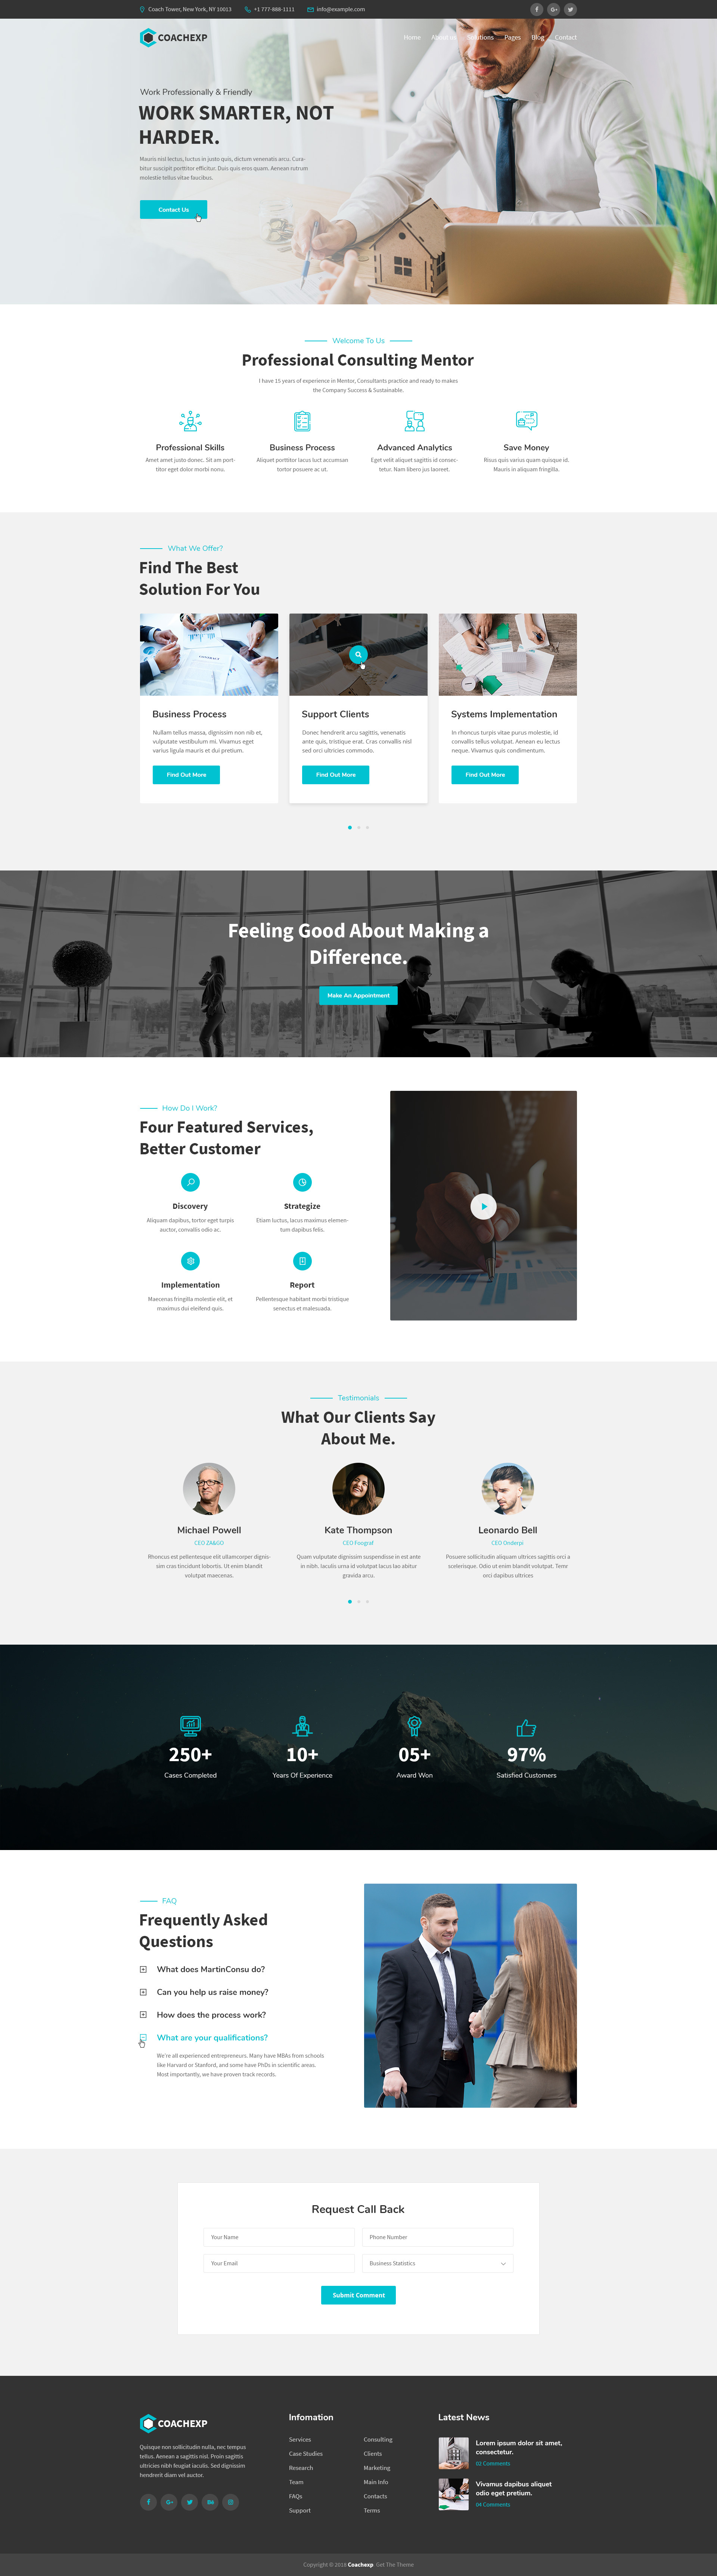 Coach Tower, New York, NY 10013
+1 777-888-1111
info@example.com
COACHEXP
Home
Solutions
Pages
Blog
Contact
Work Professionally & Friendly
WORK SMARTER, NOT
HARDER.
Mauris nisl lectus, luctus in justo quis, dictum venenatis arcu. Cura-
bitur suscipit porttitor efficitur. Duis quis eros quam. Aenean rutrum
molestie tellus vitae faucibus.
Contact Us
Welcome To Us
Professional Consulting Mentor
I have 15 years of experience in Mentor, Consultants practice and ready to makes
the Company Success & Sustainable.
Professional Skills
Amet amet justo donec. Sit am port-
titor eget dolor morbi nonu.
Business Process
Aliquet porttitor lacus luct accumsan
tortor posuere ac ut.
Advanced Analytics
Eget velit aliquet sagittis id consec-
tetur. Nam libero jus laoreet.
Save Money
Risus quis varius quam quisque id.
Mauris in aliquam fringilla.
What We Offer?
Find The Best
Solution For You
Business Process
Nullam tellus massa, dignissim non nib et,
vulputate vestibulum mi. Vivamus eget
varius ligula mauris et dui pretium.
Find Out More
Support Clients
Donec hendrerit arcu sagittis, venenatis
ante quis, tristique erat. Cras convallis nisl
sed orci ultricies commodo.
Find Out More
Systems Implementation
In rhoncus turpis vitae purus molestie, id
convallis tellus volutpat. Aenean eu lectus
neque. Vivamus quis condimentum.
Find Out More
Feeling Good About Making a
Difference.
Make An Appointment
How Do I Work?
Four Featured Services,
Better Customer
Discovery
Aliquam dapibus, tortor eget turpis
auctor, convallis odio ac.
Strategize
Etiam luctus, lacus maximus elemen-
tum dapibus felis.
Implementation
Maecenas fringilla molestie elit, et
maximus dui eleifend quis.
Report
Pellentesque habitant morbi tristique
senectus et malesuada.
Testimonials
What Our Clients Say
About Me.
Michael Powell
CEO ZA&GO
Rhoncus est pellentesque elit ullamcorper dignis-
sim cras tincidunt lobortis. Ut enim blandit
volutpat maecenas.
Kate Thompson
CEO Foograf
Quam vulputate dignissim suspendisse in est ante
in nibh. Iaculis urna id volutpat lacus lao abitur
gravida arcu.
Leonardo Bell
CEO Onderpi
Posuere sollicitudin aliquam ultrices sagittis orci a
scelerisque. Odio ut enim blandit volutpat. Temr
orci dapibus ultrices
250+
Cases Completed
10+
Years Of Experience
05+
Award Won
97%
Satisfied Customers
FAQ
Frequently Asked
Questions
What does MartinConsu do?
Can you help us raise money?
How does the process work?
What are your qualifications?
We're all experienced entrepreneurs. Many have MBAs from schools
like Harvard or Stanford, and some have PhDs in scientific areas.
Most importantly, we have proven track records.
Request Call Back
Your Name
Phone Number
Your Email
Business Statistics
Submit Comment
COACHEXP
Quisque non sollicitudin nulla, nec tempus
tellus. Aenean a sagittis nisl. Proin sagittis
ultricies nibh feugiat iaculis. Sed dignissim
hendrerit diam vel auctor.
Infomation
Services
Case Studies
Research
Team
FAQs
Support
Consulting
Clients
Marketing
Main Info
Contacts
Terms
Latest News
Lorem ipsum dolor sit amet,
consectetur.
02 Comments
Vivamus dapibus aliquet
odio eget pretium.
04 Comments
Copyright © 2018 Coachexp. Get The Theme